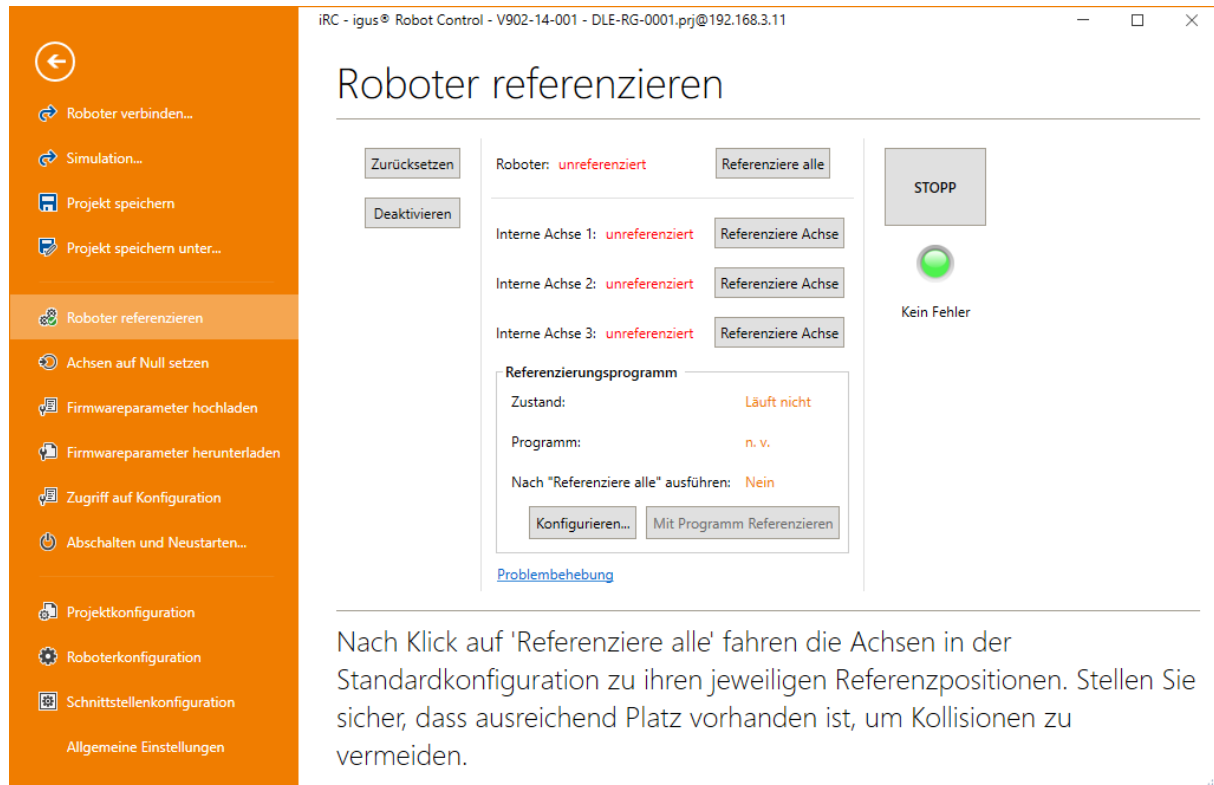 iRC - igus® Robot Control - V902-14-001 - DLE-RG-0001.prj@192.168.3.11
Roboter verbinden...
Simulation...
Projekt speichern
Projekt speichern unter...
Roboter referenzieren
Achsen auf Null setzen
Firmwareparameter hochladen
Firmwareparameter herunterladen
Zugriff auf Konfiguration
Abschalten und Neustarten...
Projektkonfiguration
Roboterkonfiguration
Schnittstellenkonfiguration
Allgemeine Einstellungen
Roboter referenzieren
Zurücksetzen
Deaktivieren
Roboter: unreferenziert Referenziere alle
Interne Achse 1: unreferenziert Referenziere Achse
Interne Achse 2: unreferenziert Referenziere Achse
Interne Achse 3: unreferenziert Referenziere Achse
Referenzierungsprogramm
Zustand: Läuft nicht
Programm: n. v.
Nach "Referenziere alle" ausführen: Nein
Konfigurieren... Mit Programm Referenzieren
Problembehebung
STOPP
Kein Fehler
Nach Klick auf 'Referenziere alle' fahren die Achsen in der
Standardkonfiguration zu ihren jeweiligen Referenzpositionen. Stellen Sie
sicher, dass ausreichend Platz vorhanden ist, um Kollisionen zu
vermeiden.